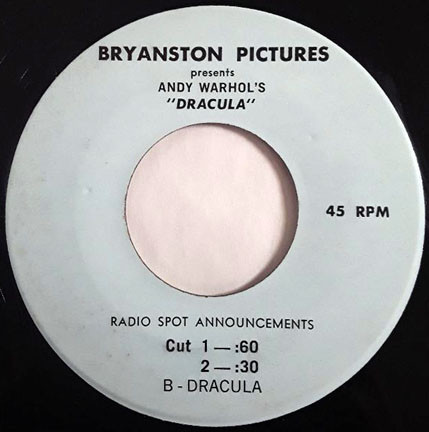 BRYANSTON PICTURES
presents
ANDY WARHOL'S
"DRACULA"
45 RPM
RADIO SPOT ANNOUNCEMENTS
Cut 1 — :60
2 — :30
B - DRACULA